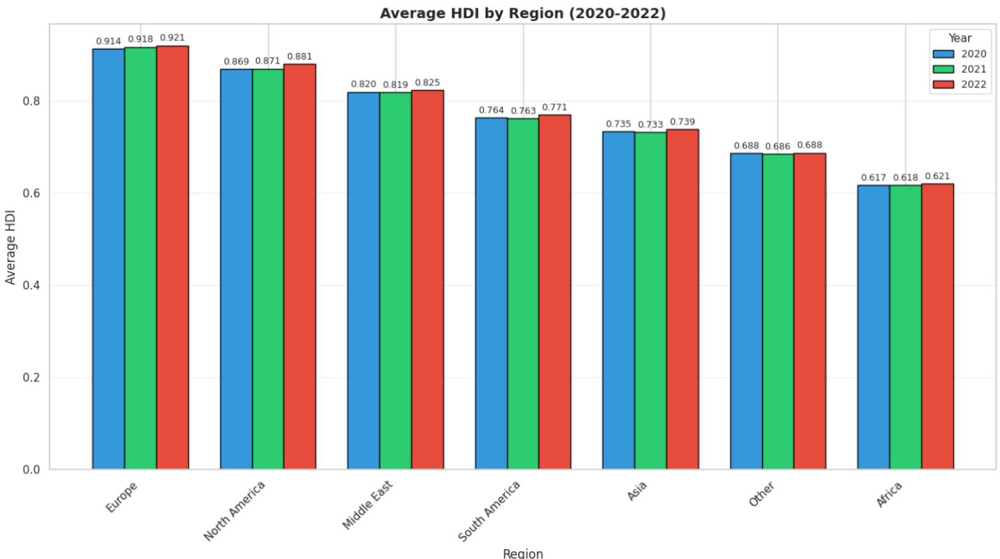 Average HDI by Region (2020-2022)
Year
2020
2021
2022
0.914 0.918 0.921
0.869 0.871 0.881
0.820 0.819 0.825
0.764 0.763 0.771
0.735 0.733 0.739
0.688 0.686 0.688
0.617 0.618 0.621
Average HDI
0.8
0.6
0.4
0.2
0.0
Europe
North America
Middle East
South America
Asia
Other
Africa
Region